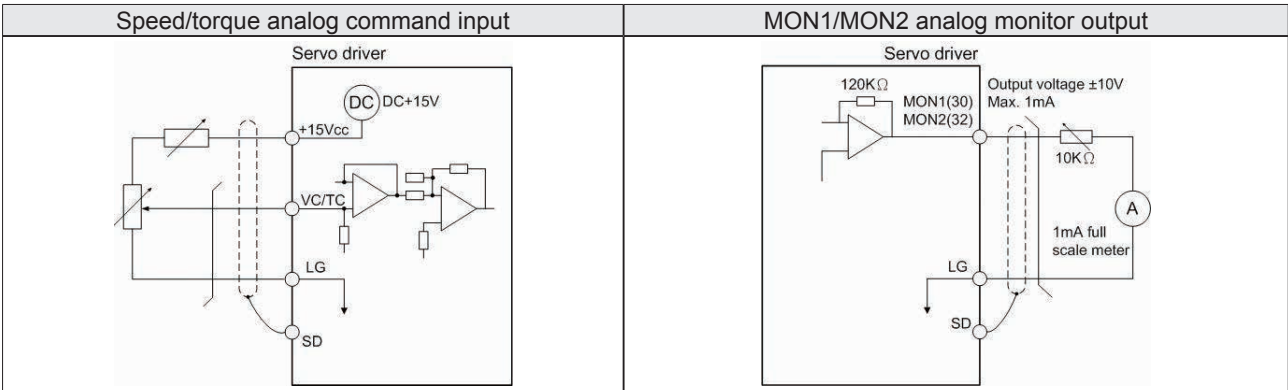 Speed/torque analog command input
MON1/MON2 analog monitor output
Servo driver
DC
DC+15V
+15Vcc
VC/TC
LG
SD
Servo driver
120KΩ
MON1(30)
MON2(32)
Output voltage ±10V
Max. 1mA
10KΩ
A
1mA full
scale meter
LG
SD